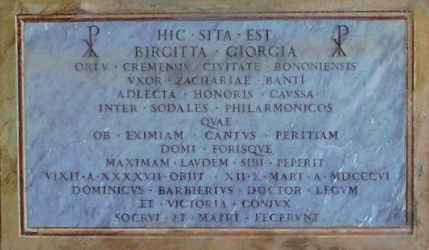 HIC · SITA · EST
BIRGITTA · GIORGIA
ORTV · CIVITATE · BONONIENSIS
VXOR · ZACHARIAE · BANTI
ADLECTA · HONORIS · CAVSSA
INTER · SODALES · PHILARMONICOS
QVAE
OB · EXIMIAM · CANTVS · PERITIAM
DOMI · FORISQVE
MAXIMAM · LAVDEM · SIBI · PEPERIT
VIXIT · A · XXXXVII · OBIIT · XII · K · MART · A · MDCCCVI
DOMINICVS · BARBIERIVS · DOCTOR · LEGVM
ET · VICTORIA · CONIVX
SOCRVI · ET · MATRI · FECERVNT